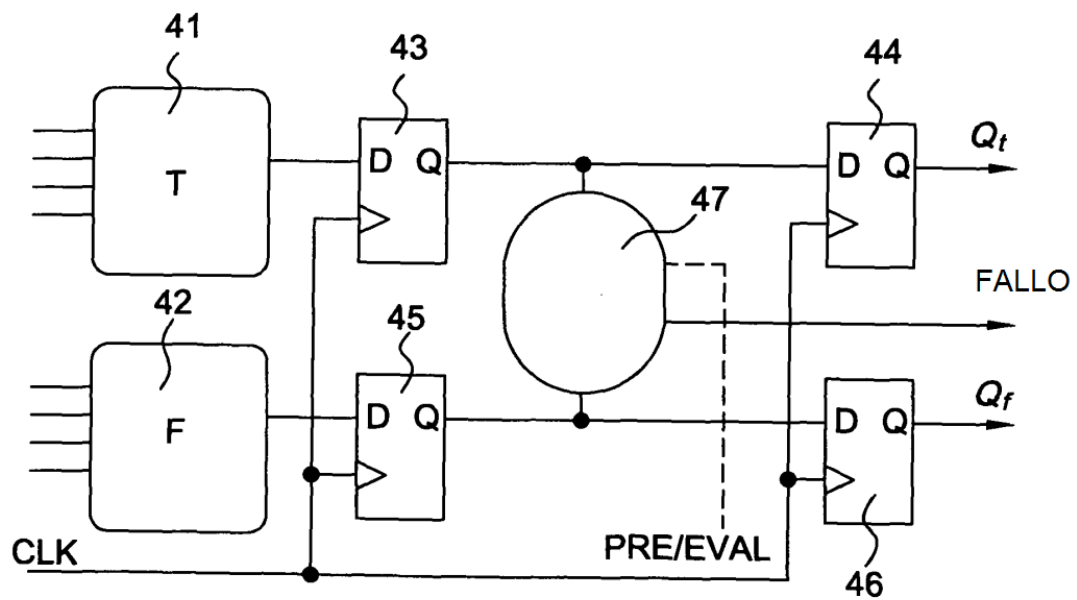 41
43
44
T
D Q
D Q
Qt
47
FALLO
42
45
F
D Q
D Q
Qf
CLK
PRE/EVAL
46